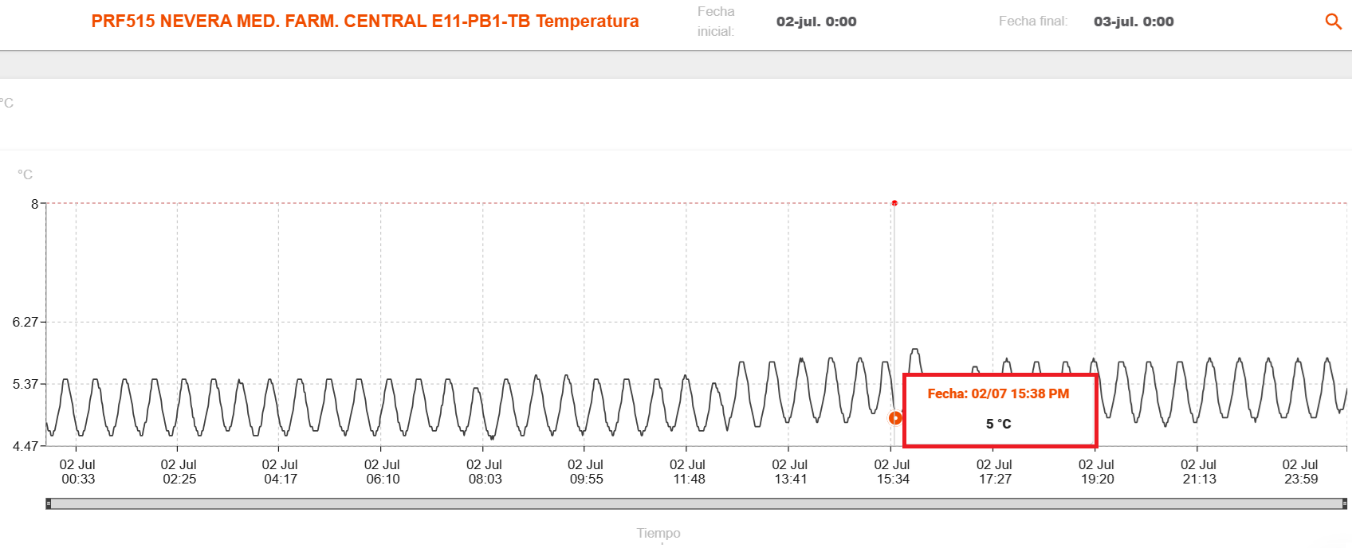 PRF515 NEVERA MED. FARM. CENTRAL E11-PB1-TB Temperatura
Fecha
inicial:
02-jul. 0:00
Fecha final:
03-jul. 0:00
°C
°C
8
6.27
5.37
4.47
Fecha: 02/07 15:38 PM
5 °C
02 Jul 02 Jul 02 Jul 02 Jul 02 Jul 02 Jul 02 Jul 02 Jul 02 Jul 02 Jul 02 Jul 02 Jul 02 Jul
00:33 02:25 04:17 06:10 08:03 09:55 11:48 13:41 15:34 17:27 19:20 21:13 23:59
Tiempo